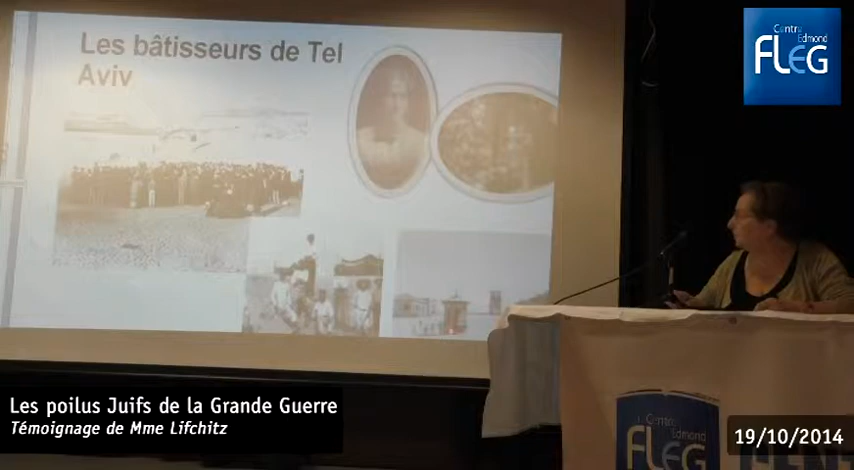 Les bâtisseurs de Tel
Aviv
Centre
Edmond
FLEG
Les poilus Juifs de la Grande Guerre
Témoignage de Mme Lifchitz
Centre
Edmond
FLEG
19/10/2014